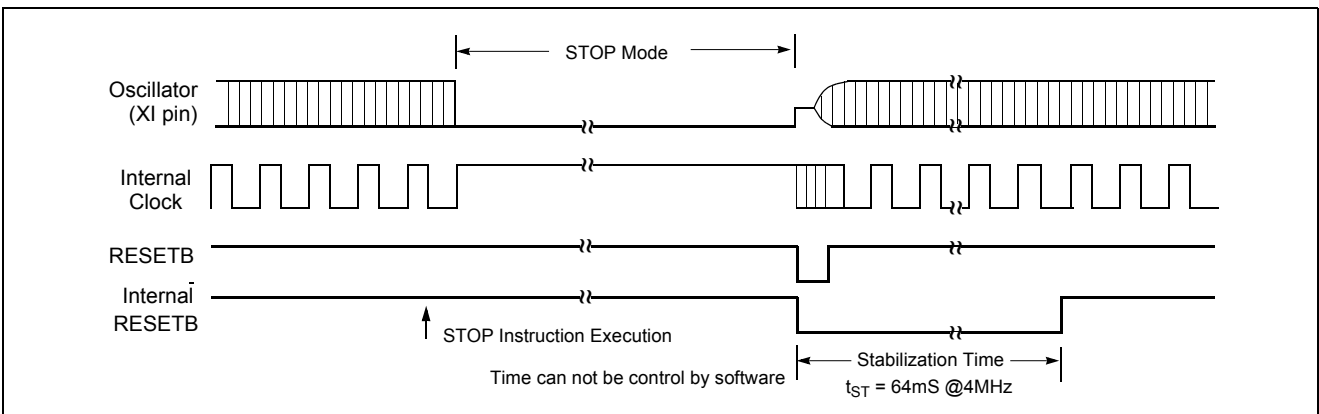 STOP Mode
Oscillator
(XI pin)
Internal
Clock
RESETB
Internal
RESETB
STOP Instruction Execution
Time can not be control by software
Stabilization Time
tST = 64mS @4MHz